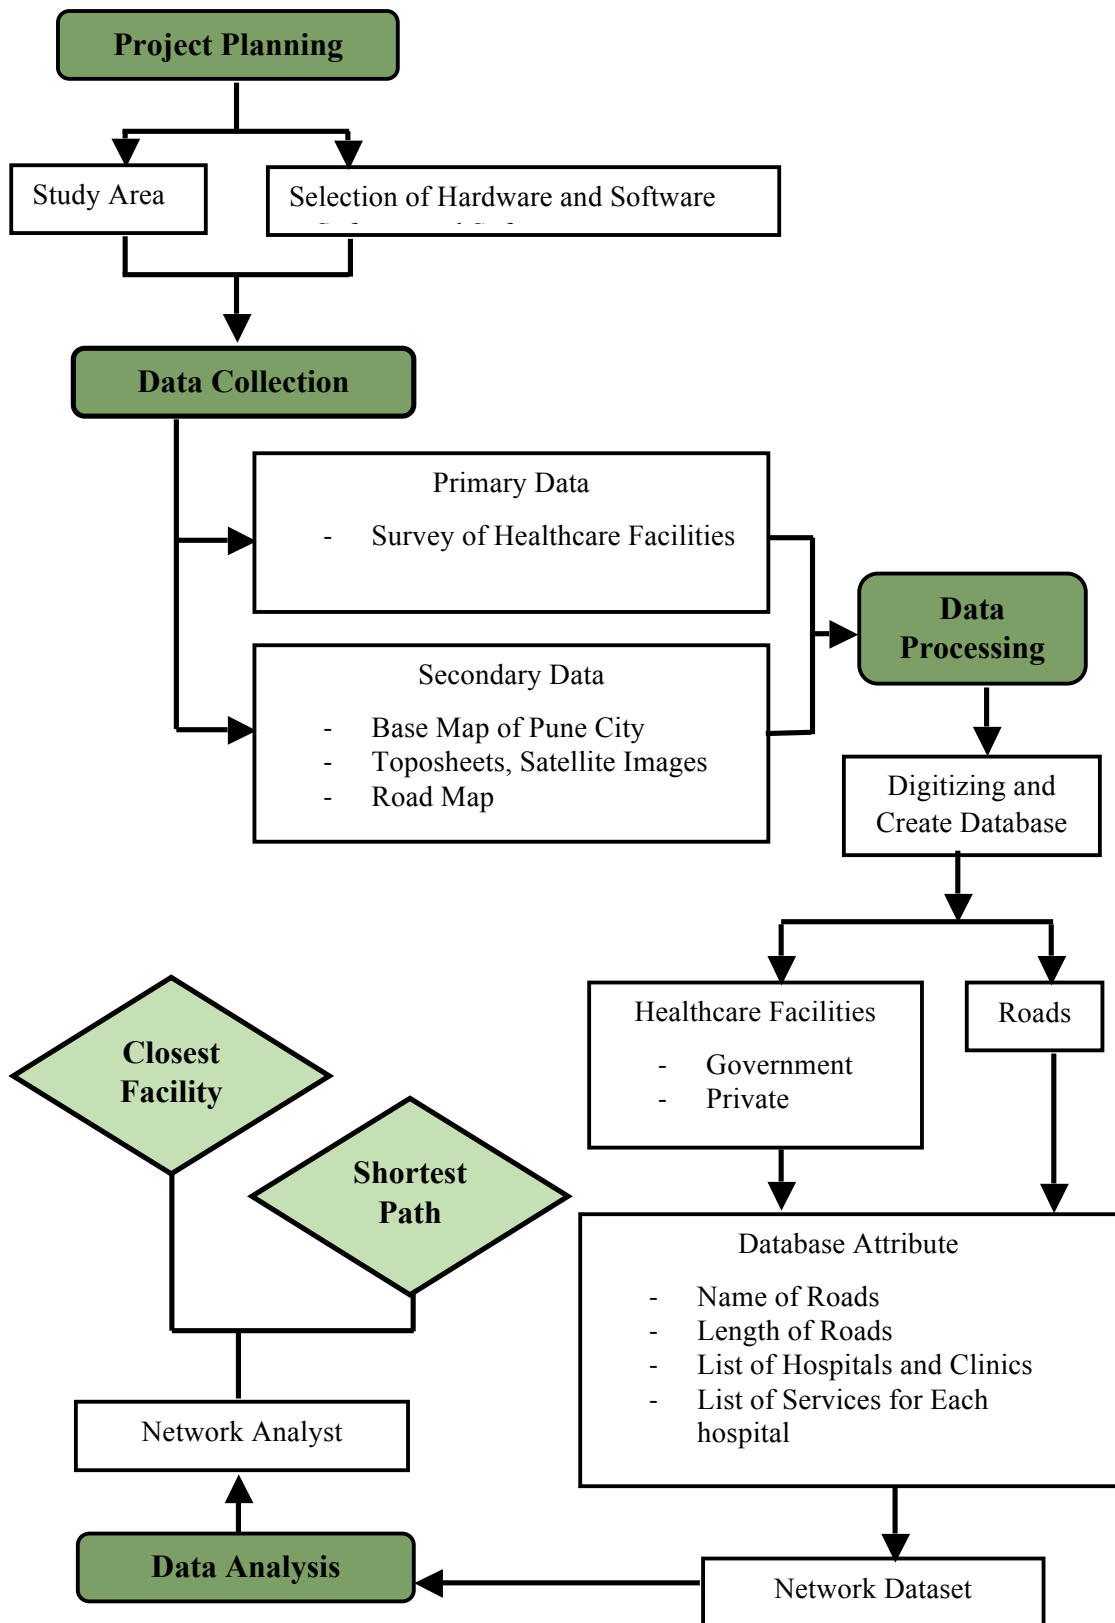 Project Planning
Study Area
Selection of Hardware and Software
Data Collection
Primary Data
- Survey of Healthcare Facilities
Secondary Data
- Base Map of Pune City
- Toposheets, Satellite Images
- Road Map
Data
Processing
Digitizing and
Create Database
Healthcare Facilities
- Government
- Private
Roads
Database Attribute
- Name of Roads
- Length of Roads
- List of Hospitals and Clinics
- List of Services for Each
hospital
Network Dataset
Data Analysis
Network Analyst
Closest
Facility
Shortest
Path